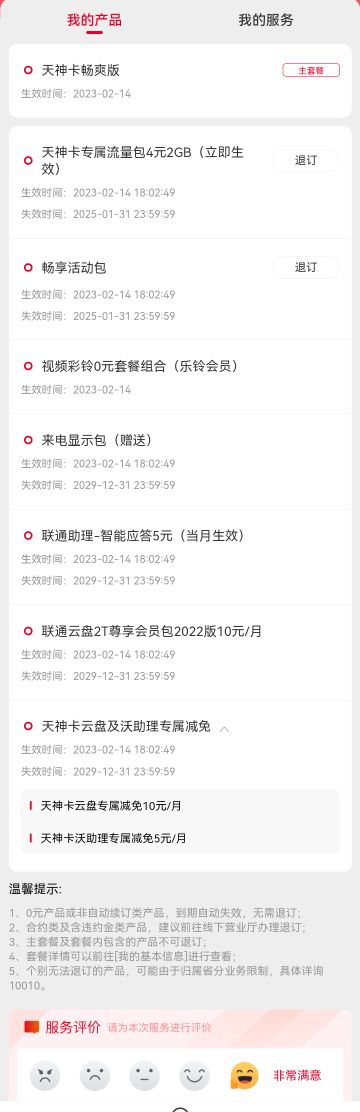 我的产品
我的服务
天神卡畅爽版
主套餐
生效时间：2023-02-14
天神卡专属流量包4元2GB（立即生
效）
退订
生效时间：2023-02-14 18:02:49
失效时间：2025-01-31 23:59:59
畅享活动包
退订
生效时间：2023-02-14 18:02:49
失效时间：2025-01-31 23:59:59
视频彩铃0元套餐组合（乐铃会员）
生效时间：2023-02-14
来电显示包（赠送）
生效时间：2023-02-14 18:02:49
失效时间：2029-12-31 23:59:59
联通助理-智能应答5元（当月生效）
生效时间：2023-02-14 18:02:49
失效时间：2029-12-31 23:59:59
联通云盘2T尊享会员包2022版10元/月
生效时间：2023-02-14 18:02:49
失效时间：2029-12-31 23:59:59
天神卡云盘及沃助理专属减免
生效时间：2023-02-14 18:02:49
失效时间：2029-12-31 23:59:59
天神卡云盘专属减免10元/月
天神卡沃助理专属减免5元/月
温馨提示:
1、0元产品或非自动续订类产品，到期自动失效，无需退订；
2、合约类及含违约金类产品，建议前往线下营业厅办理退订；
3、主套餐及套餐内包含的产品不可退订；
4、套餐详情可以前往[我的基本信息]进行查看；
5、个别无法退订的产品，可能由于归属省分业务限制，具体详询
10010。
服务评价
请为本次服务进行评价
非常满意